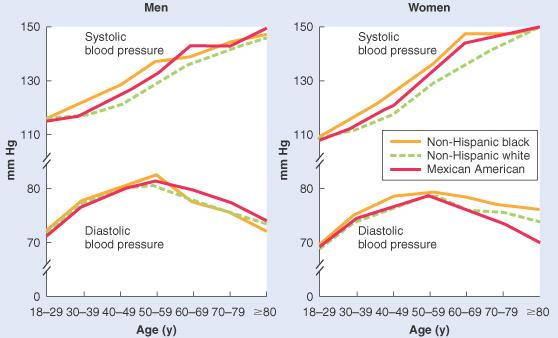 Men
Women
mm Hg
150
130
110
80
70
0
Systolic
blood pressure
Diastolic
blood pressure
18–29 30–39 40–49 50–59 60–69 70–79 ≥80
Age (y)
mm Hg
150
130
110
80
70
0
Systolic
blood pressure
Non-Hispanic black
Non-Hispanic white
Mexican American
Diastolic
blood pressure
18–29 30–39 40–49 50–59 60–69 70–79 ≥80
Age (y)